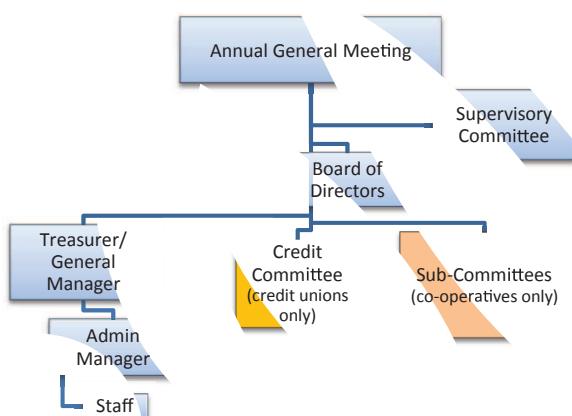 Annual General Meeting
Supervisory
Committee
Board of
Directors
Treasurer/
General
Manager
Credit
Committee
(credit unions
only)
Sub-Committees
(co-operatives only)
Admin
Manager
Staff